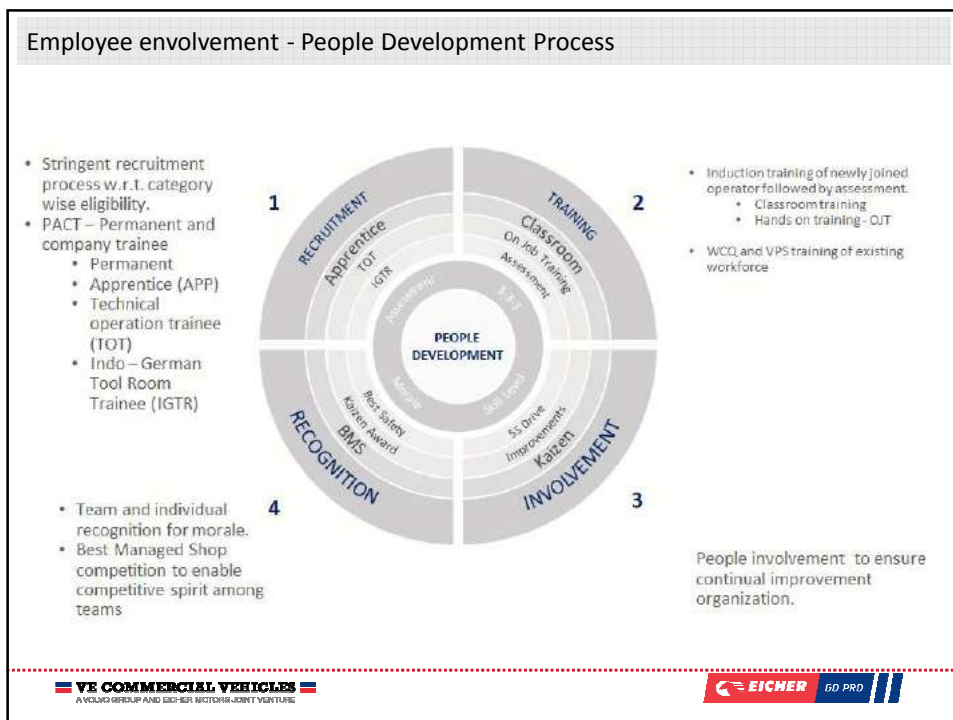 Employee envolvement - People Development Process
• Stringent recruitment
process w.r.t. category
wise eligibility.
• PACT – Permanent and
company trainee
• Permanent
• Apprentice (APP)
• Technical
operation trainee
(TOT)
• Indo – German
Tool Room
Trainee (IGTR)
1
RECRUITMENT
Apprentice
TOT
IGTR
Assessment
TRAINING
Classroom
On Job Training
Assessment
3-3-3
2
• Induction training of newly joined
operator followed by assessment.
• Classroom training
• Hands on training - OJT
• WCQ and VPS training of existing
workforce
PEOPLE
DEVELOPMENT
Morale
Best Safety
Kaizen Award
BMS
RECOGNITION
Skill Level
5S Drive
Improvements
Kaizen
INVOLVEMENT
4
• Team and individual
recognition for morale.
• Best Managed Shop
competition to enable
competitive spirit among
teams
3
People involvement to ensure
continual improvement
organization.
VE COMMERCIAL VEHICLES
A VOLVO GROUP AND EICHER MOTORS JOINT VENTURE
EICHER GO PRO